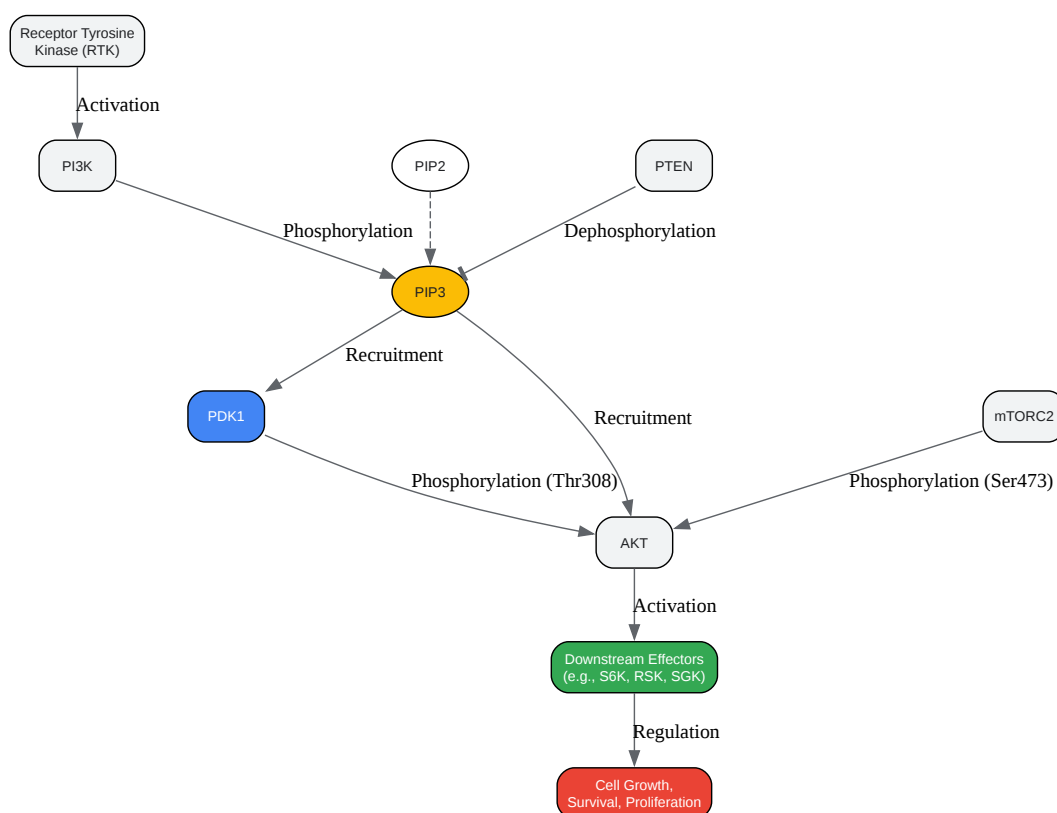 Receptor Tyrosine
Kinase (RTK)
Activation
PI3K
PIP2
PTEN
Phosphorylation
Dephosphorylation
PIP3
Recruitment
PDK1
Recruitment
mTORC2
Phosphorylation (Thr308)
Phosphorylation (Ser473)
AKT
Activation
Downstream Effectors
(e.g., S6K, RSK, SGK)
Regulation
Cell Growth,
Survival, Proliferation